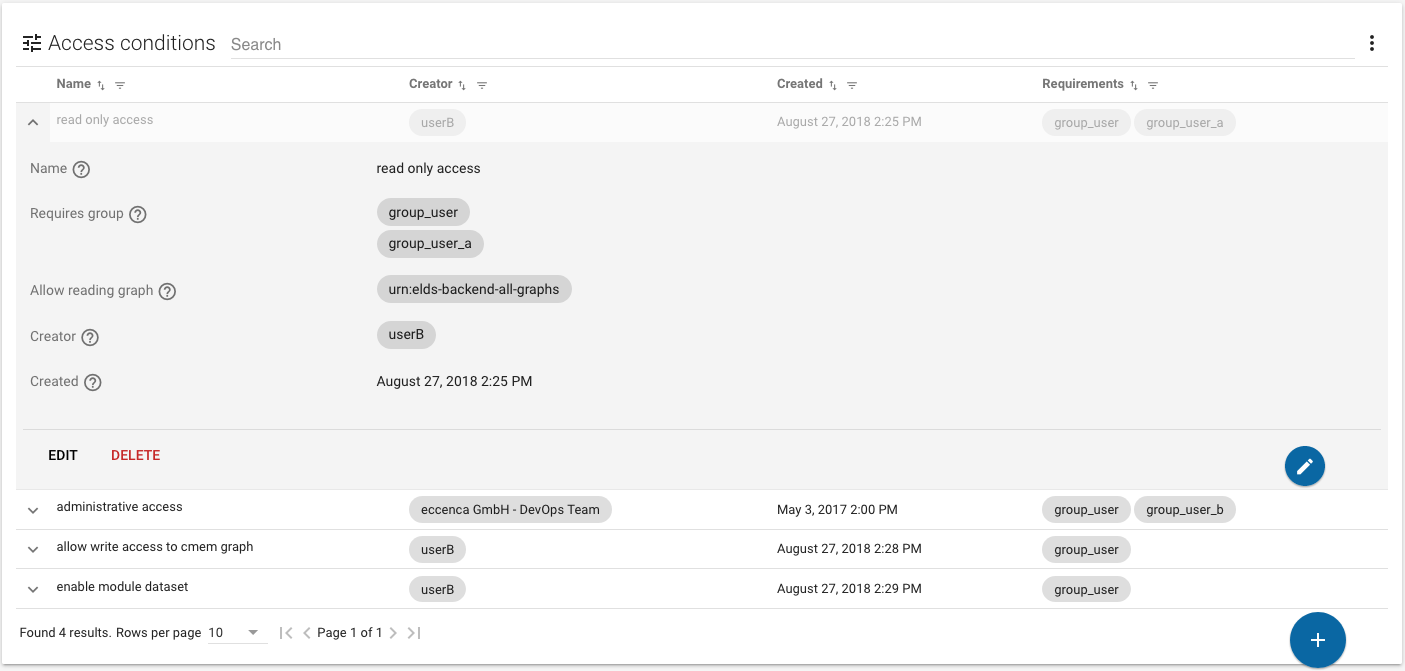 Access conditions Search
Name Creator Created Requirements
read only access userB August 27, 2018 2:25 PM group_user group_user_a
Name ? read only access
Requires group ? group_user
group_user_a
Allow reading graph ? urn:elds-backend-all-graphs
Creator ? userB
Created ? August 27, 2018 2:25 PM
EDIT DELETE
administrative access eccenca GmbH - DevOps Team May 3, 2017 2:00 PM group_user group_user_b
allow write access to cmem graph userB August 27, 2018 2:28 PM group_user
enable module dataset userB August 27, 2018 2:29 PM group_user
Found 4 results. Rows per page 10 Page 1 of 1